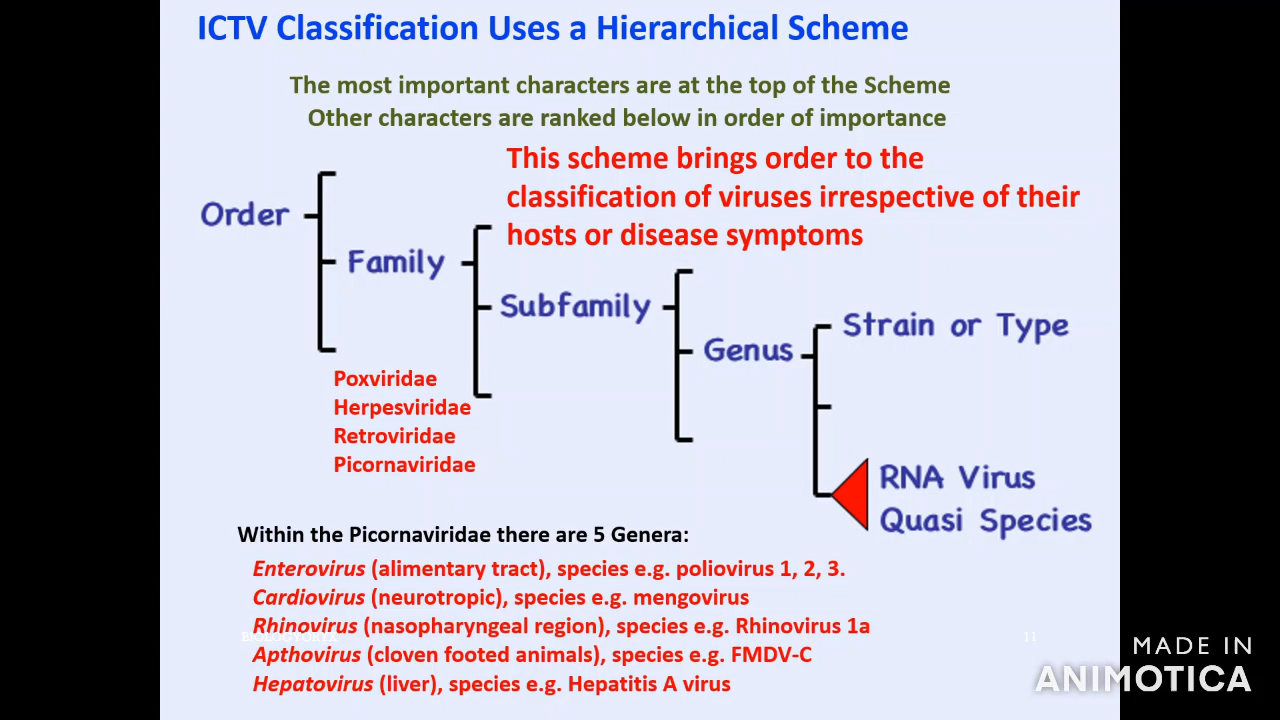 ICTV Classification Uses a Hierarchical Scheme
The most important characters are at the top of the Scheme
Other characters are ranked below in order of importance
This scheme brings order to the
classification of viruses irrespective of their
hosts or disease symptoms
Order
Family
Subfamily
Genus
Strain or Type
RNA Virus
Quasi Species
Poxviridae
Herpesviridae
Retroviridae
Picornaviridae
Within the Picornaviridae there are 5 Genera:
Enterovirus (alimentary tract), species e.g. poliovirus 1, 2, 3.
Cardiovirus (neurotropic), species e.g. mengovirus
Rhinovirus (nasopharyngeal region), species e.g. Rhinovirus 1a
Apthovirus (cloven footed animals), species e.g. FMDV-C
Hepatovirus (liver), species e.g. Hepatitis A virus
11
MADE IN
ANIMOTICA